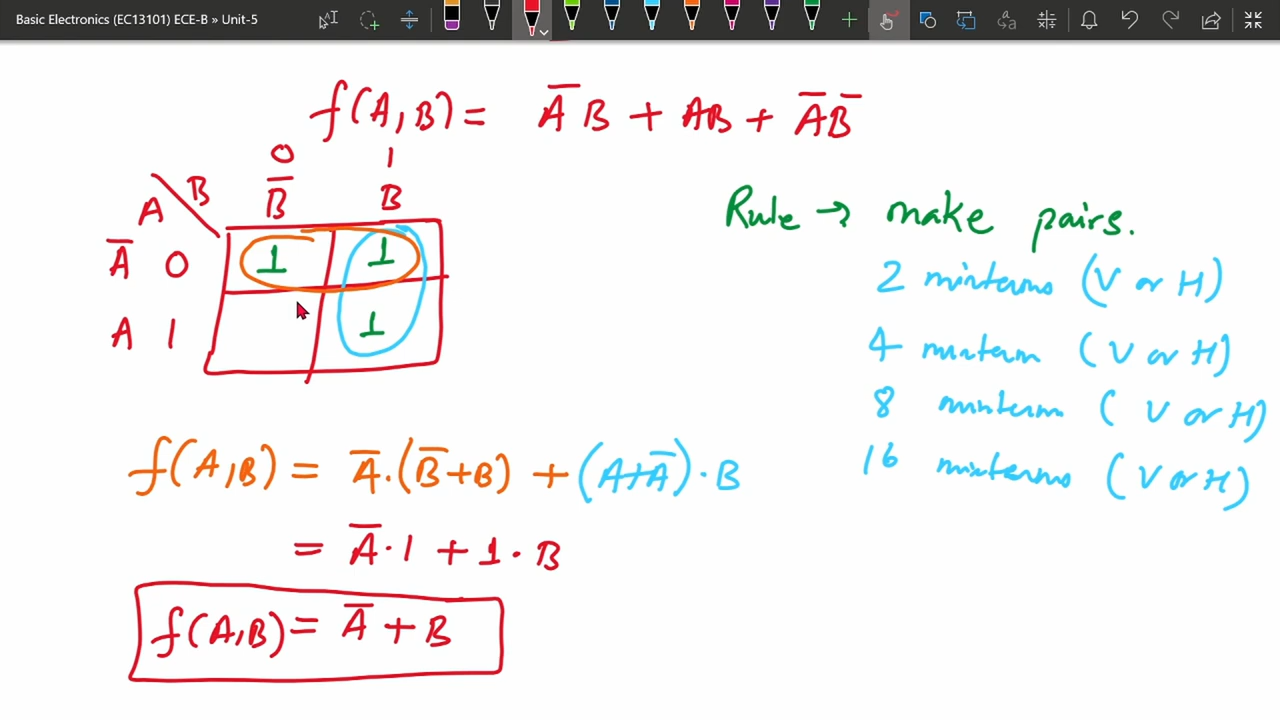 Basic Electronics (EC13101) ECE-B » Unit-5
f(A,B) = A̅B + AB + A̅B̅
0 1
A B B̅ B
A̅ 0 1 1
A 1 1
Rule → make pairs.
2 minterms (V or H)
4 minterm (V or H)
8 minterm (V or H)
16 minterms (V or H)
f(A,B) = A̅.(B̅+B) + (A+A̅).B
= A̅.1 + 1.B
f(A,B) = A̅ + B